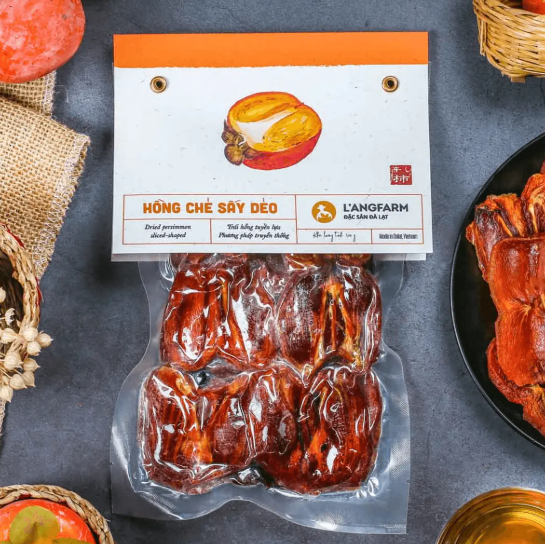 HỒNG CHẺ SẤY DẺO
Dried persimmon
sliced-shaped
Trái hồng tuyển lựa
Phương pháp truyền thống
L'ANGFARM
ĐẶC SẢN ĐÀ LẠT
Made in Dalat, Vietnam